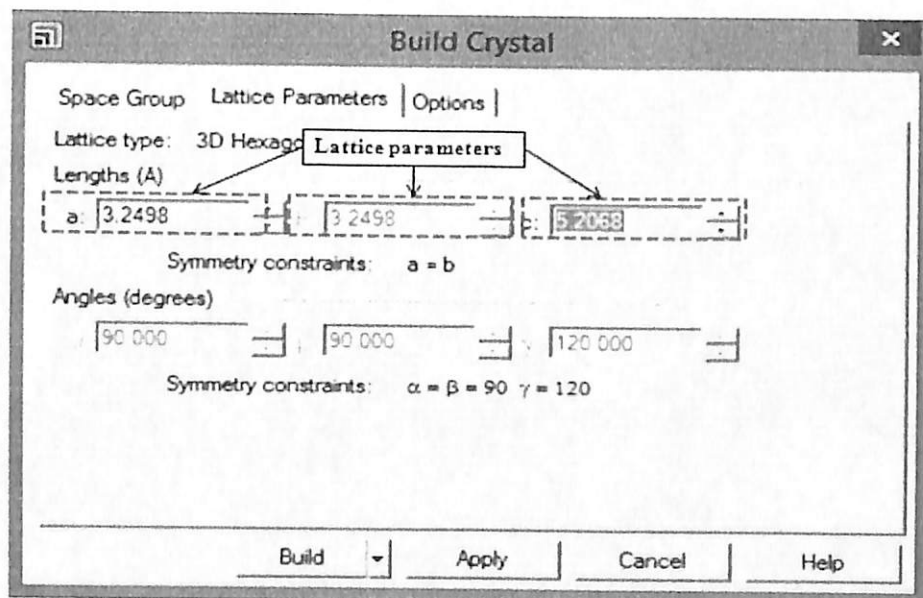 Build Crystal
Space Group Lattice Parameters Options
Lattice type: 3D Hexago
Lattice parameters
Lengths (A)
a: 3.2498 3.2498 5.2068
Symmetry constraints: a = b
Angles (degrees)
90 000 90 000 120 000
Symmetry constraints: α = β = 90 γ = 120
Build Apply Cancel Help